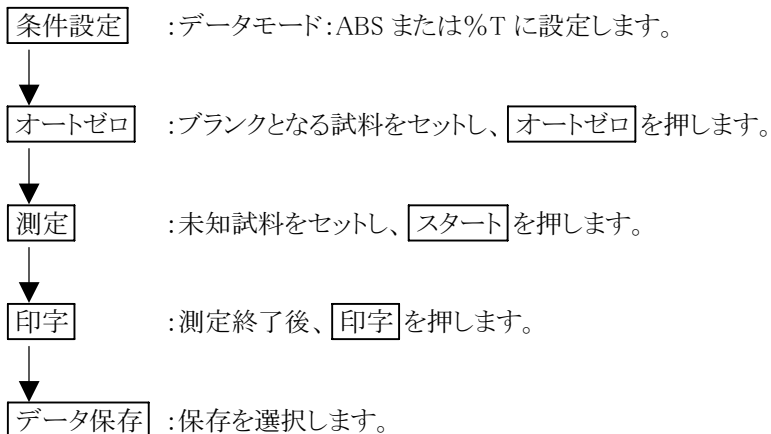 条件設定 :データモード:ABS または%T に設定します。
オートゼロ :ブランクとなる試料をセットし、オートゼロを押します。
測定 :未知試料をセットし、スタートを押します。
印字 :測定終了後、印字を押します。
データ保存 :保存を選択します。